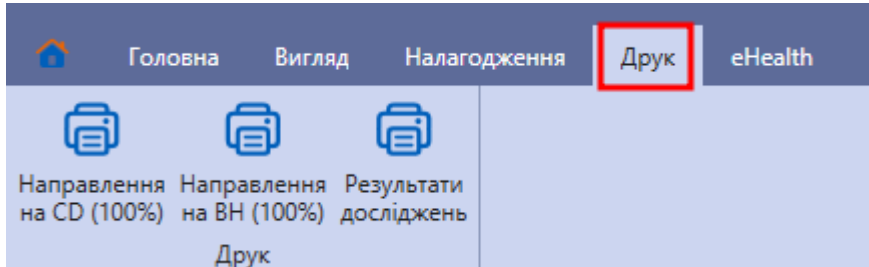 Головна Вигляд Налагодження Друк eHealth
Направлення Направлення Результати
на CD (100%) на ВН (100%) досліджень
Друк